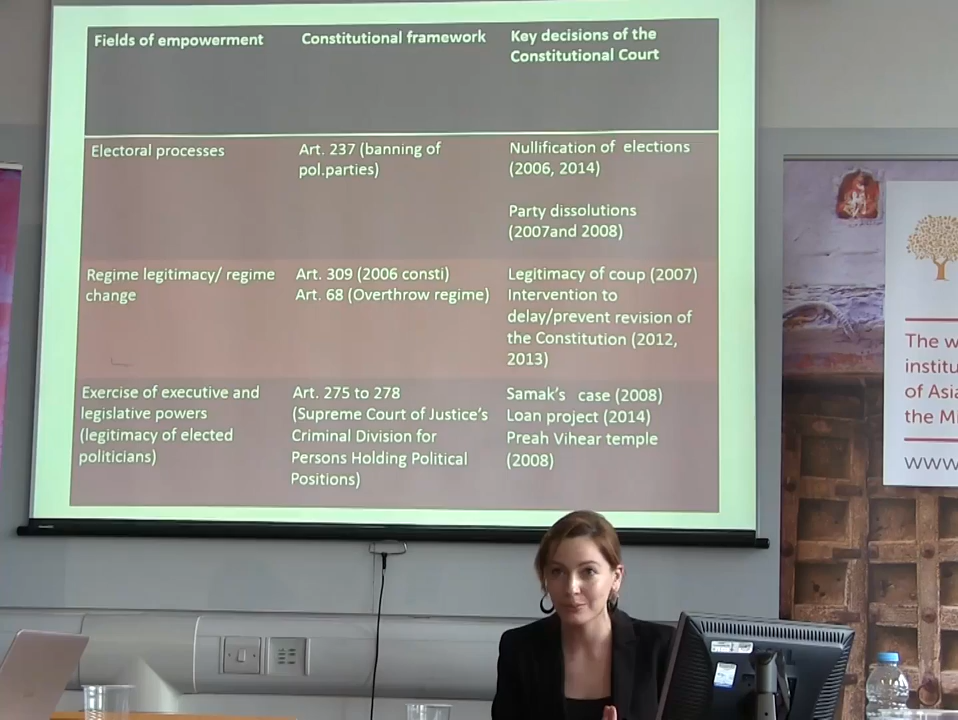 Fields of empowerment
Constitutional framework
Key decisions of the
Constitutional Court
Electoral processes
Art. 237 (banning of
pol.parties)
Nullification of elections
(2006, 2014)
Party dissolutions
(2007and 2008)
Regime legitimacy/ regime
change
Art. 309 (2006 consti)
Art. 68 (Overthrow regime)
Legitimacy of coup (2007)
Intervention to
delay/prevent revision of
the Constitution (2012,
2013)
Exercise of executive and
legislative powers
(legitimacy of elected
politicians)
Art. 275 to 278
(Supreme Court of Justice's
Criminal Division for
Persons Holding Political
Positions)
Samak's case (2008)
Loan project (2014)
Preah Vihear temple
(2008)
The w
institu
of Asia
the Mi
www